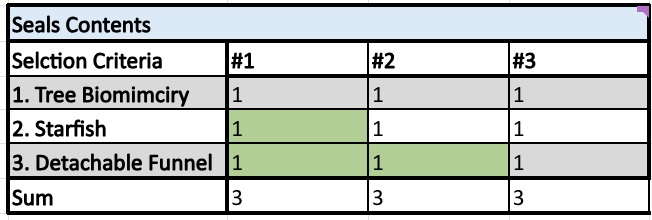 Seals Contents
Selction Criteria #1 #2 #3
1. Tree Biomimciry 1 1 1
2. Starfish 1 1 1
3. Detachable Funnel 1 1 1
Sum 3 3 3